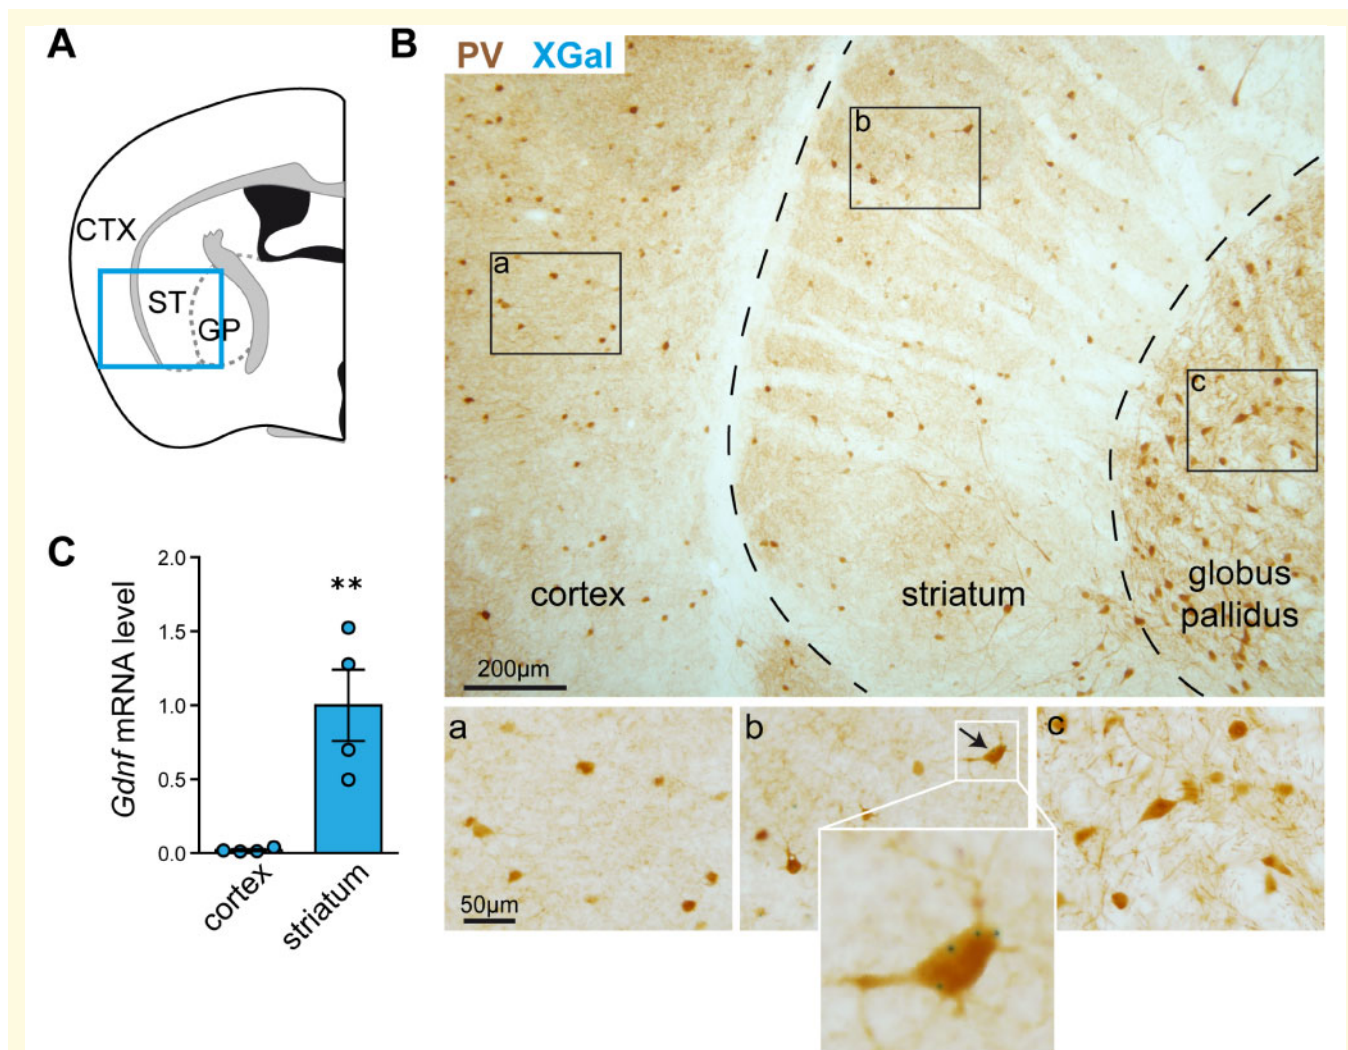 A
CTX
ST
GP
B
PV XGal
a
b
c
cortex
striatum
globus
pallidus
200µm
a
b
c
50µm
C
Gdnf mRNA level
2.0
1.5
1.0
0.5
0.0
**
cortex
striatum